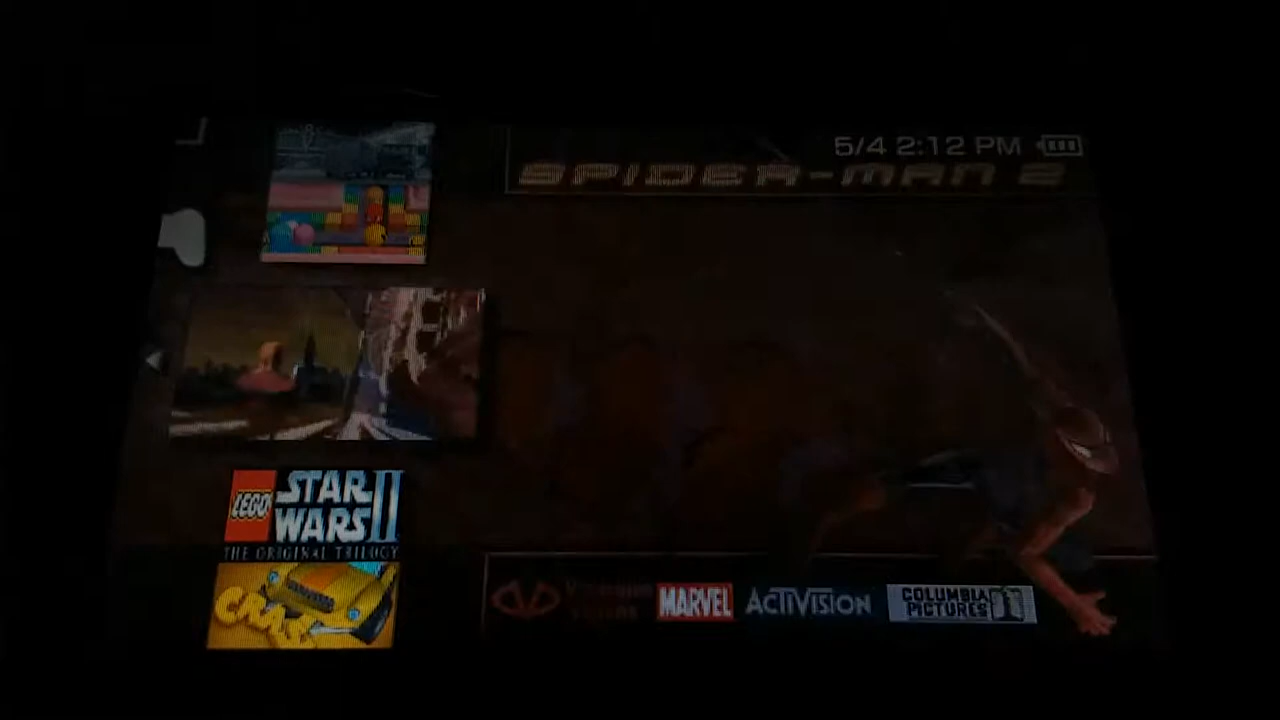 5/4 2:12 PM
SPIDER-MAN 2
LEGO
STAR
WARS II
THE ORIGINAL TRILOGY
MARVEL
ACTIVISION
COLUMBIA
PICTURES